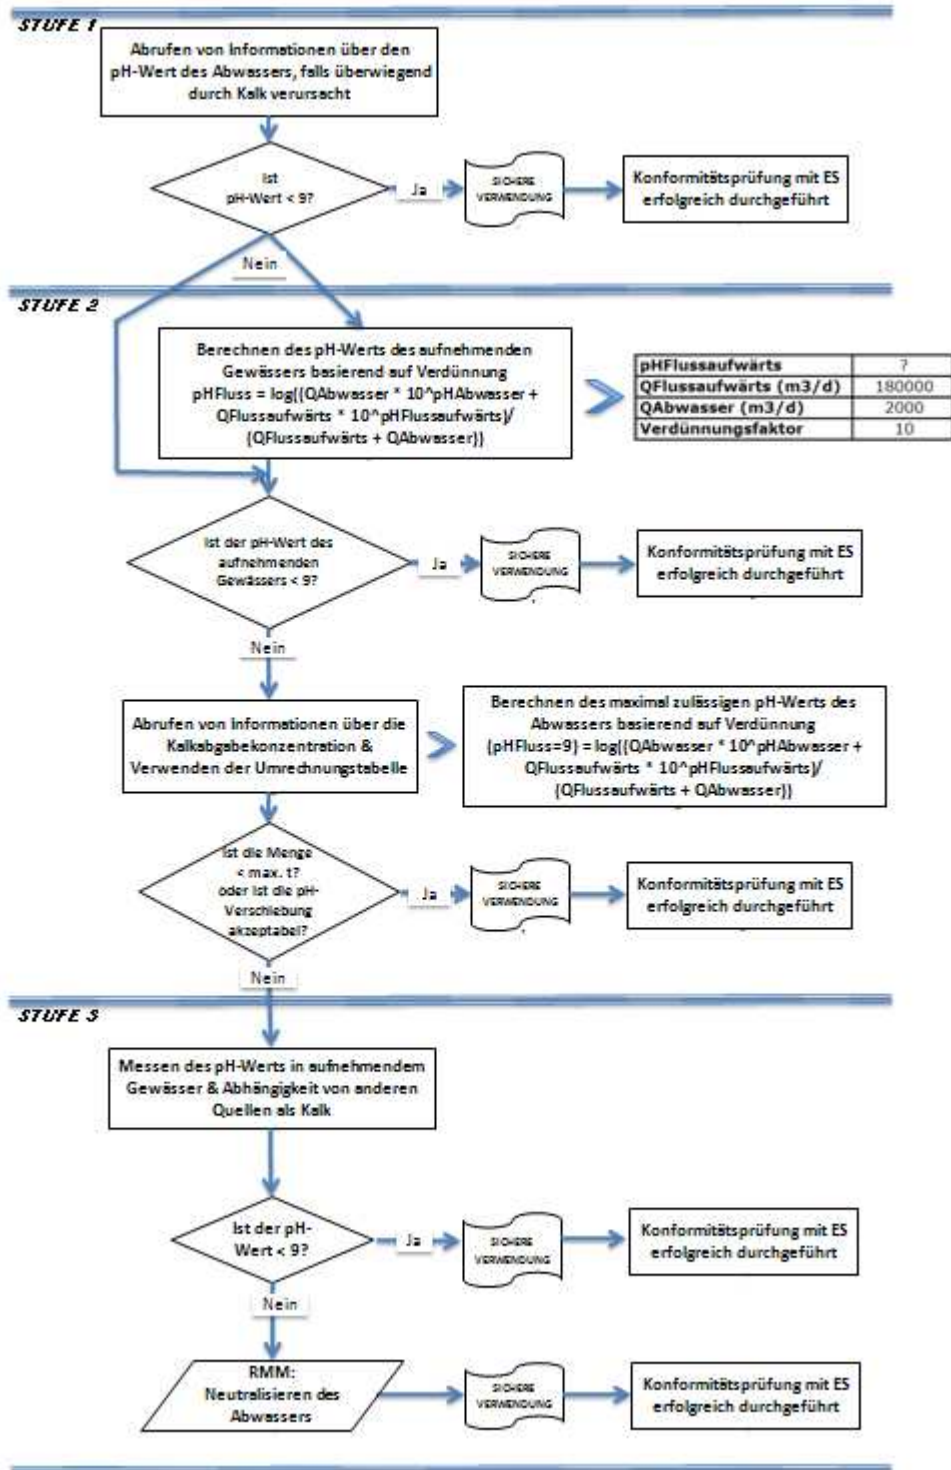 STUFE 1
Abrufen von Informationen über den
pH-Wert des Abwassers, falls überwiegend
durch Kalk verursacht
Ist
pH-Wert < 9?
Ja
SICHERE
VERWENDUNG
Konformitätsprüfung mit ES
erfolgreich durchgeführt
Nein
STUFE 2
Berechnen des pH-Werts des aufnehmenden
Gewässers basierend auf Verdünnung
pHFluss = log((QAbwasser * 10^pHAbwasser +
QFlussaufwärts * 10^pHFlussaufwärts)/
(QFlussaufwärts + QAbwasser))
pHFlussaufwärts ?
QFlussaufwärts (m3/d) 180000
QAbwasser (m3/d) 2000
Verdünnungsfaktor 10
Ist der pH-Wert des
aufnehmenden
Gewässers < 9?
Ja
SICHERE
VERWENDUNG
Konformitätsprüfung mit ES
erfolgreich durchgeführt
Nein
Abrufen von Informationen über die
Kalkabgabekonzentration &
Verwenden der Umrechnungstabelle
Berechnen des maximal zulässigen pH-Werts des
Abwassers basierend auf Verdünnung
(pHFluss=9) = log((QAbwasser * 10^pHAbwasser +
QFlussaufwärts * 10^pHFlussaufwärts)/
(QFlussaufwärts + QAbwasser))
Ist die Menge
< max. t?
oder ist die pH-
Verschiebung
akzeptabel?
Ja
SICHERE
VERWENDUNG
Konformitätsprüfung mit ES
erfolgreich durchgeführt
Nein
STUFE 3
Messen des pH-Werts in aufnehmendem
Gewässer & Abhängigkeit von anderen
Quellen als Kalk
Ist der pH-
Wert < 9?
Ja
SICHERE
VERWENDUNG
Konformitätsprüfung mit ES
erfolgreich durchgeführt
Nein
RMM:
Neutralisieren des
Abwassers
SICHERE
VERWENDUNG
Konformitätsprüfung mit ES
erfolgreich durchgeführt